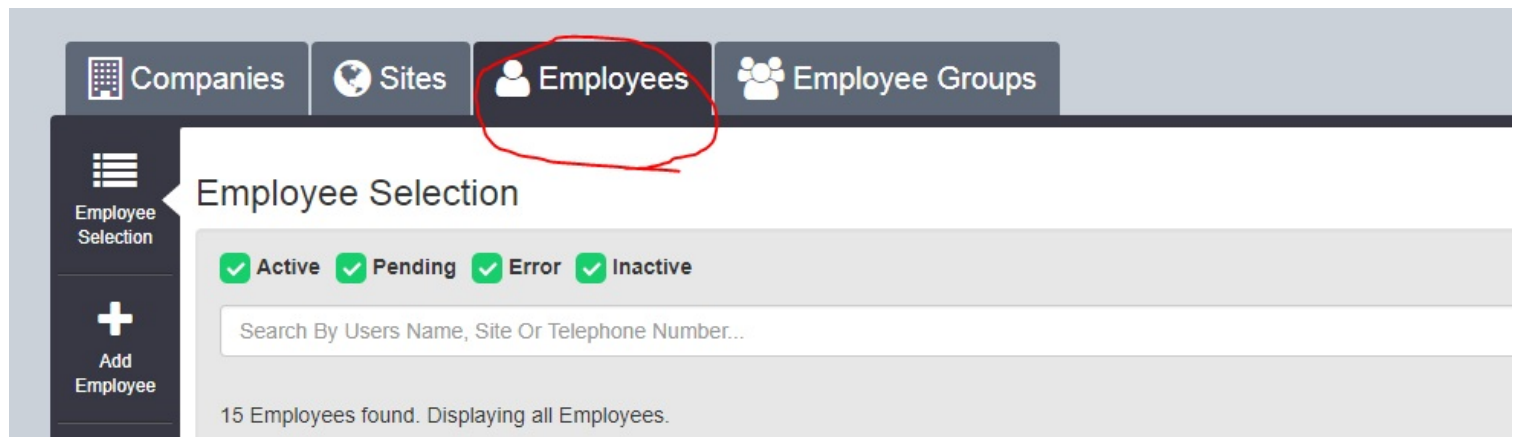 Companies
Sites
Employees
Employee Groups
Employee
Selection
Employee Selection
Active
Pending
Error
Inactive
Search By Users Name, Site Or Telephone Number...
Add
Employee
15 Employees found. Displaying all Employees.